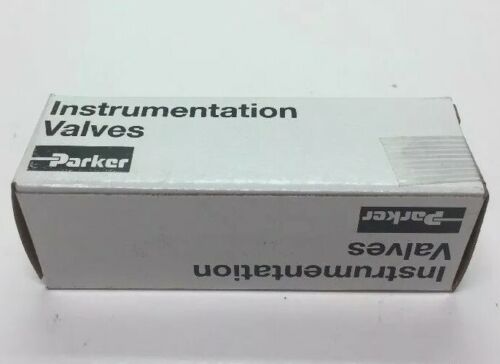 Instrumentation
Valves
Parker
Instrumentation
Valves
Parker